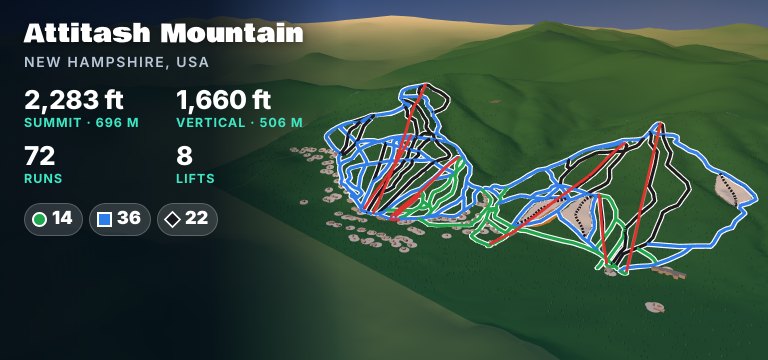 Attitash Mountain
NEW HAMPSHIRE, USA
2,283 ft 1,660 ft
SUMMIT · 696 M VERTICAL · 506 M
72 8
RUNS LIFTS
14 36 22